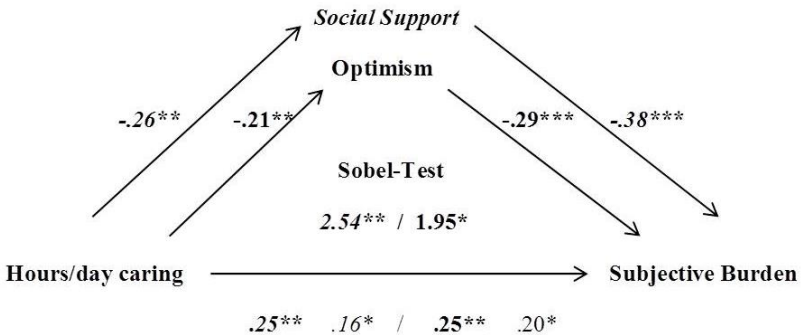 Social Support
Optimism
-.26** -.21** -.29*** -.38***
Sobel-Test
2.54** / 1.95*
Hours/day caring Subjective Burden
.25** .16* / .25** .20*